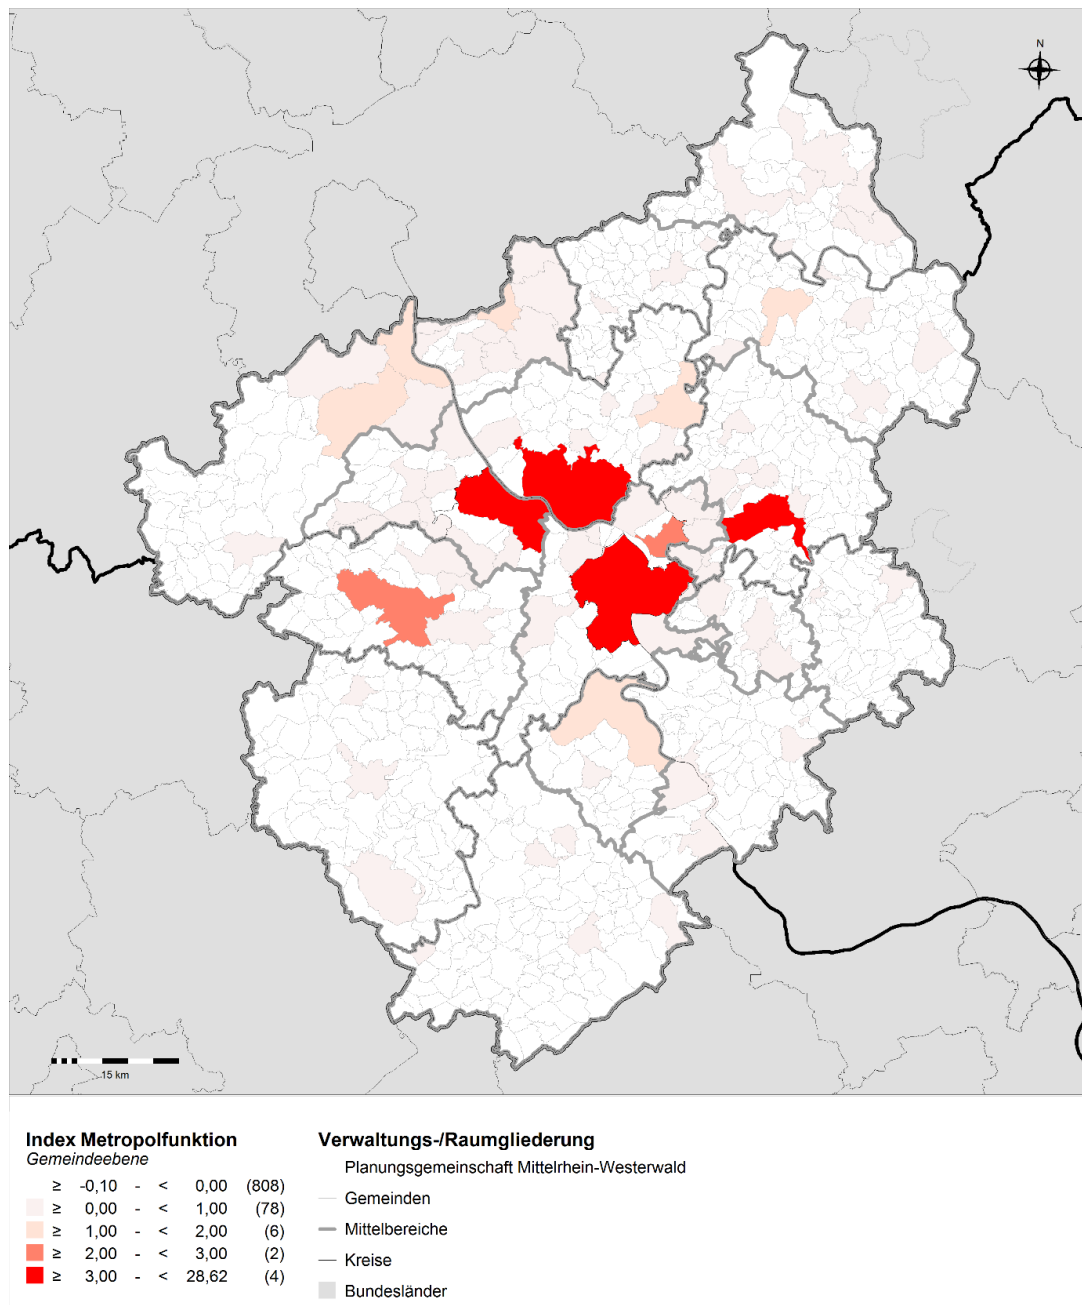 N
15 km
Index Metropolfunktion
Gemeindeebene
≥ -0,10 - < 0,00 (808)
≥ 0,00 - < 1,00 (78)
≥ 1,00 - < 2,00 (6)
≥ 2,00 - < 3,00 (2)
≥ 3,00 - < 28,62 (4)
Verwaltungs-/Raumgliederung
Planungsgemeinschaft Mittelrhein-Westerwald
Gemeinden
Mittelbereiche
Kreise
Bundesländer